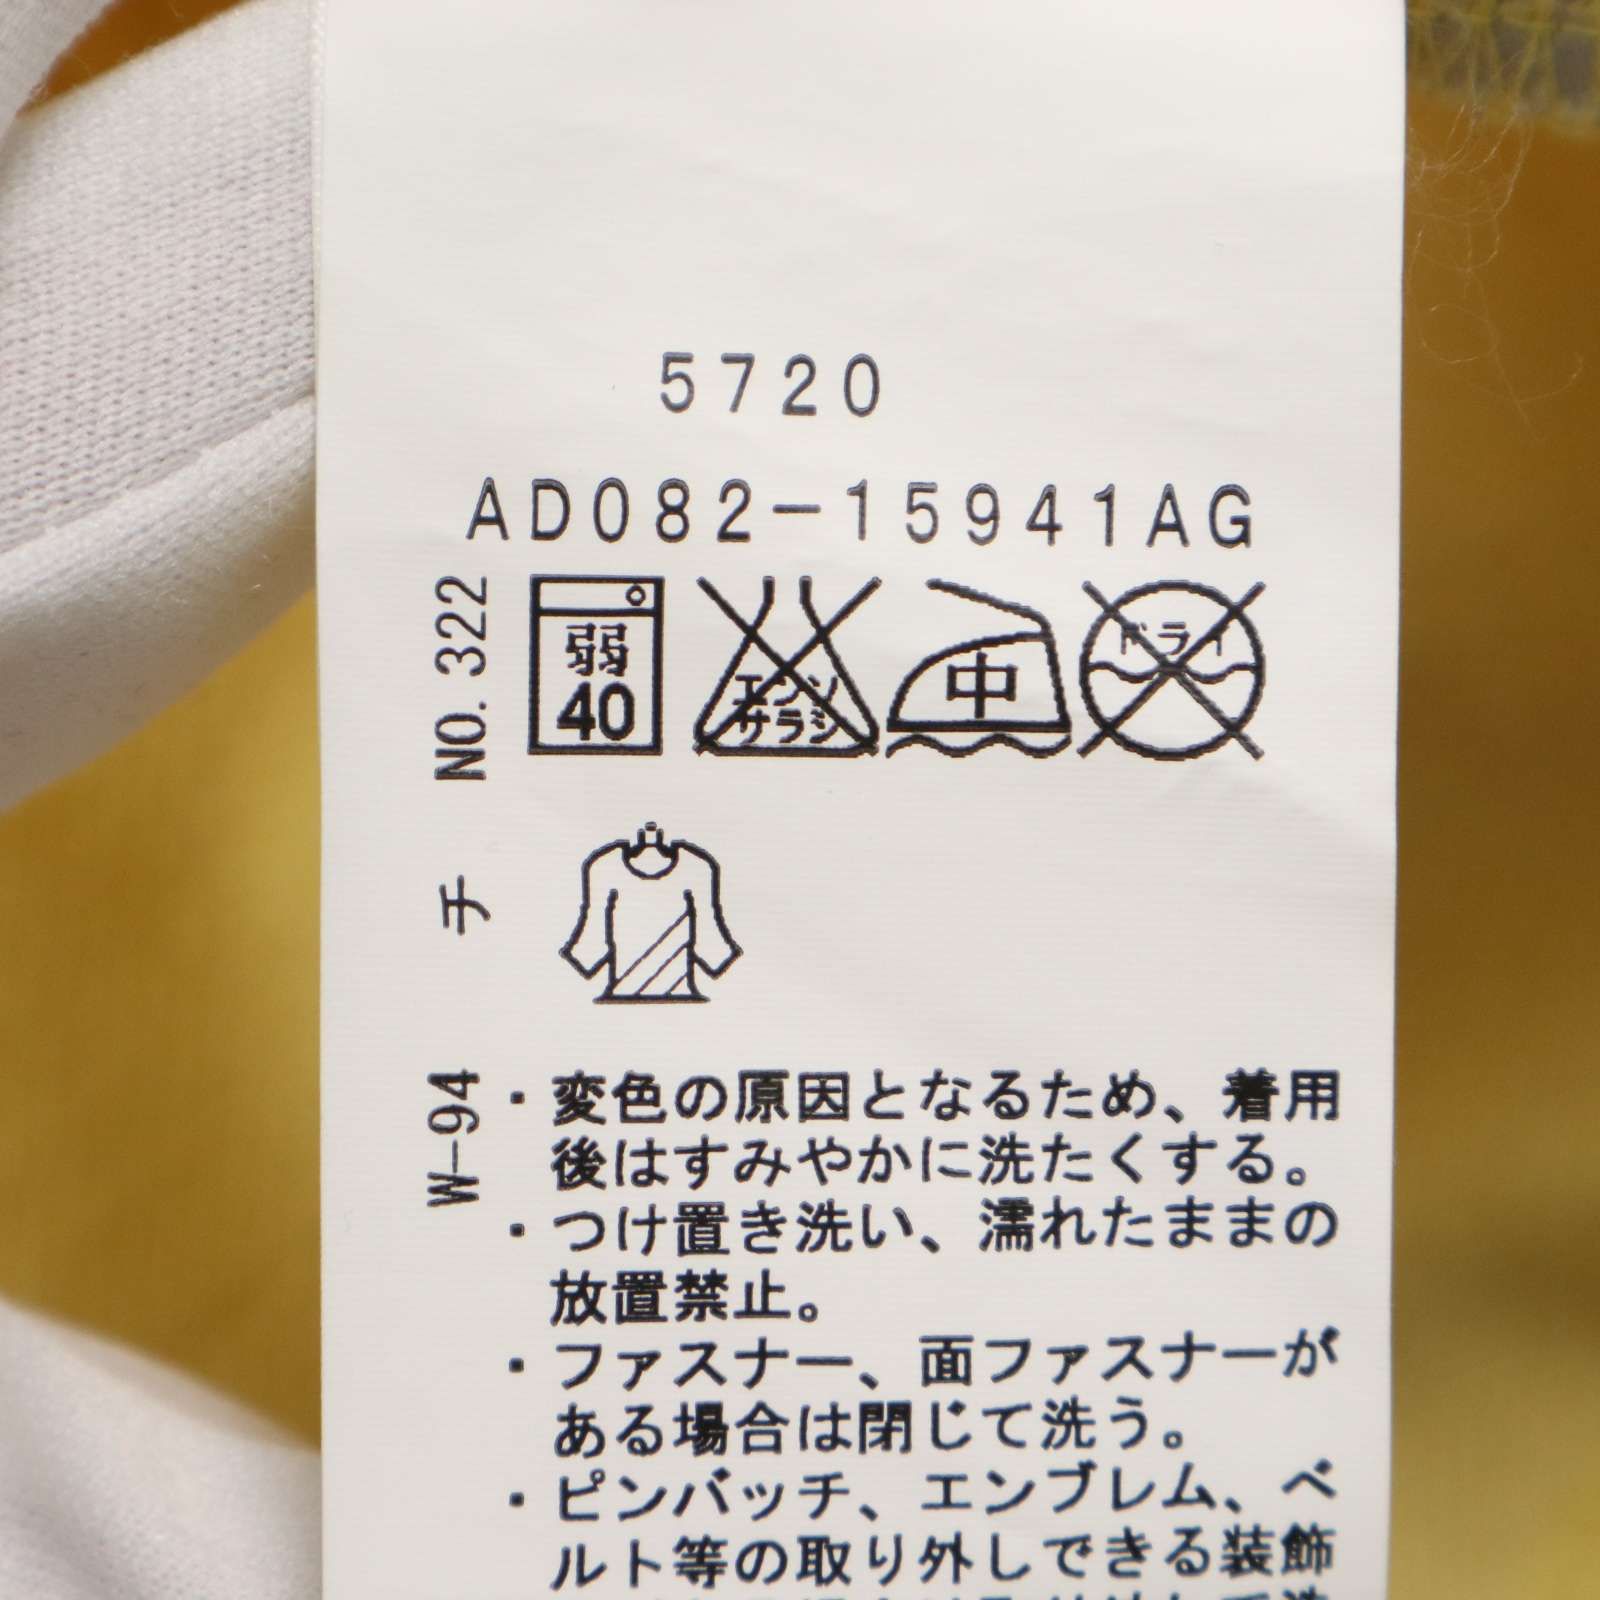 5720
AD082-15941AG
NO. 322
弱
40
エンソ
サラシ
中
ドライ
チ
W-94
・変色の原因となるため、着用
後はすみやかに洗たくする。
・つけ置き洗い、濡れたままの
放置禁止。
・ファスナー、面ファスナーが
ある場合は閉じて洗う。
・ピンバッチ、エンブレム、ベ
ルト等の取り外しできる装飾